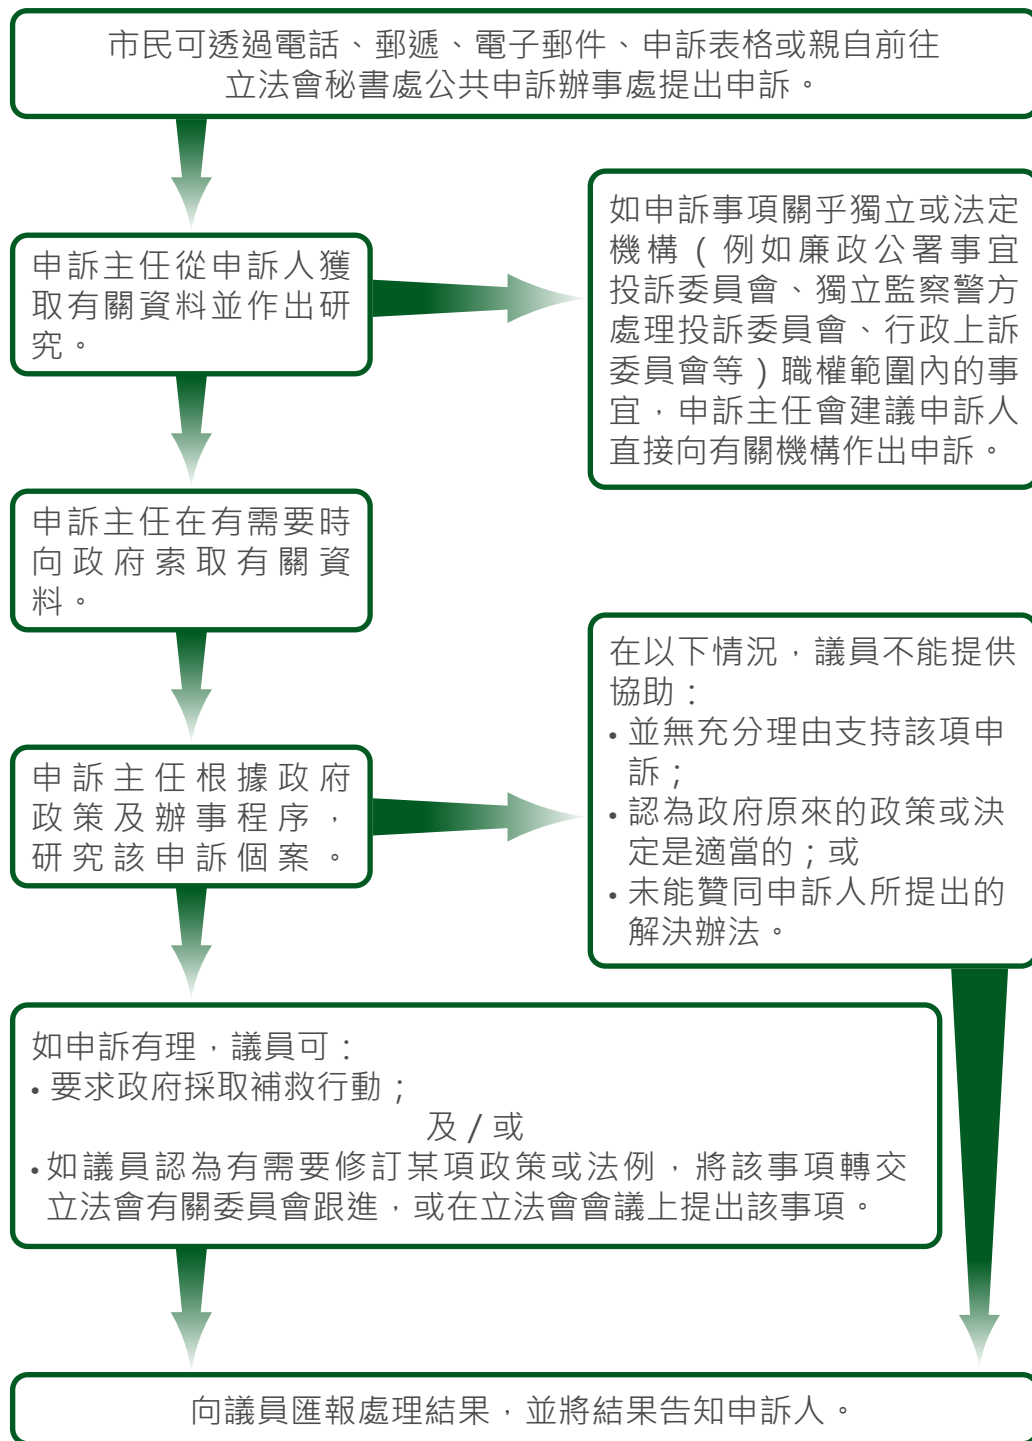 市民可透過電話、郵遞、電子郵件、申訴表格或親自前往
立法會秘書處公共申訴辦事處提出申訴。
申訴主任從申訴人獲
取有關資料並作出研
究。
如申訴事項關乎獨立或法定
機構(例如廉政公署事宜
投訴委員會、獨立監察警方
處理投訴委員會、行政上訴
委員會等)職權範圍內的事
宜，申訴主任會建議申訴人
直接向有關機構作出申訴。
申訴主任在有需要時
向政府索取有關資
料。
申訴主任根據政府
政策及辦事程序，
研究該申訴個案。
在以下情況，議員不能提供
協助：
• 並無充分理由支持該項申
訴；
• 認為政府原來的政策或決
定是適當的；或
• 未能贊同申訴人所提出的
解決辦法。
如申訴有理，議員可：
• 要求政府採取補救行動；
及 / 或
• 如議員認為有需要修訂某項政策或法例，將該事項轉交
立法會有關委員會跟進，或在立法會會議上提出該事項。
向議員匯報處理結果，並將結果告知申訴人。